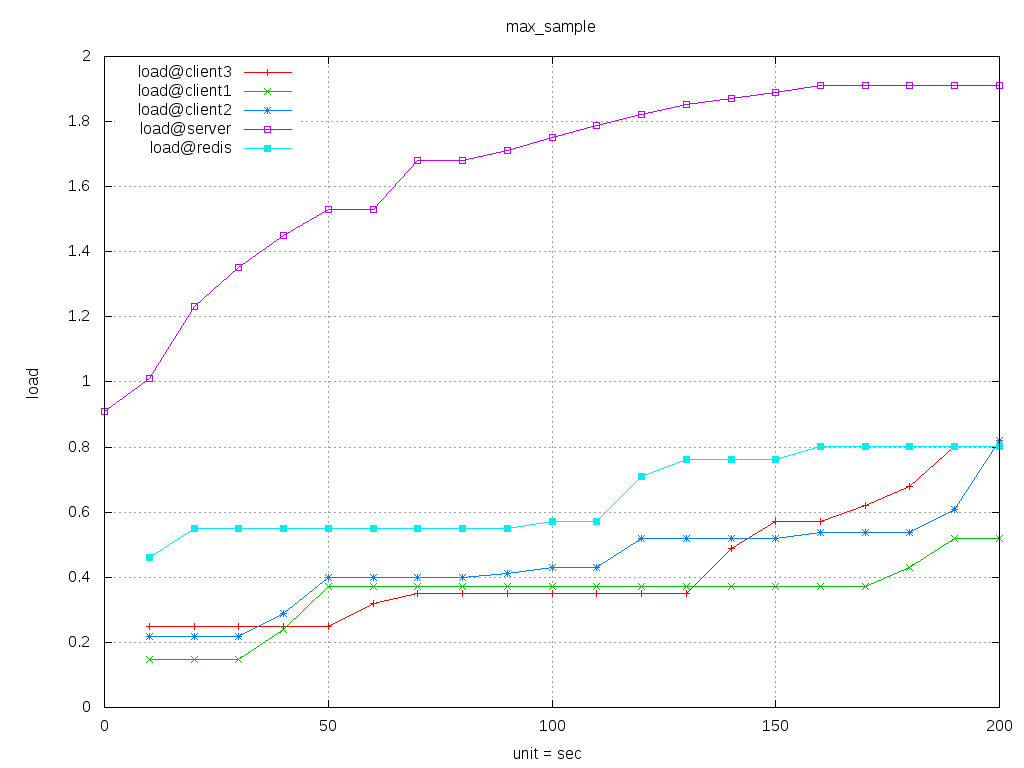 max_sample
load@client3
load@client1
load@client2
load@server
load@redis
2
1.8
1.6
1.4
1.2
1
0.8
0.6
0.4
0.2
0
load
0 50 100 150 200
unit = sec